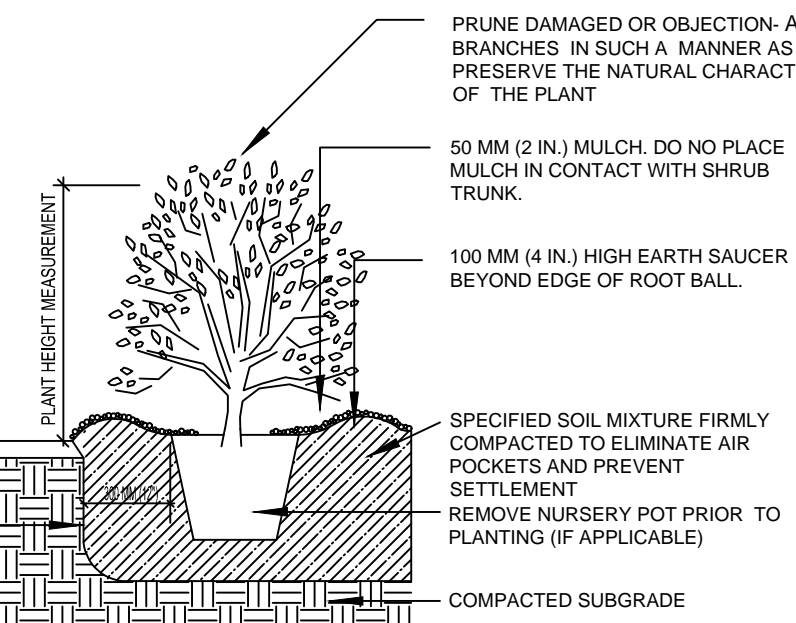 PRUNE DAMAGED OR OBJECTION- A
BRANCHES IN SUCH A MANNER AS
PRESERVE THE NATURAL CHARACT
OF THE PLANT
50 MM (2 IN.) MULCH. DO NO PLACE
MULCH IN CONTACT WITH SHRUB
TRUNK.
100 MM (4 IN.) HIGH EARTH SAUCER
BEYOND EDGE OF ROOT BALL.
PLANT HEIGHT MEASUREMENT
SPECIFIED SOIL MIXTURE FIRMLY
COMPACTED TO ELIMINATE AIR
POCKETS AND PREVENT
SETTLEMENT
300 MM (12")
REMOVE NURSERY POT PRIOR TO
PLANTING (IF APPLICABLE)
COMPACTED SUBGRADE